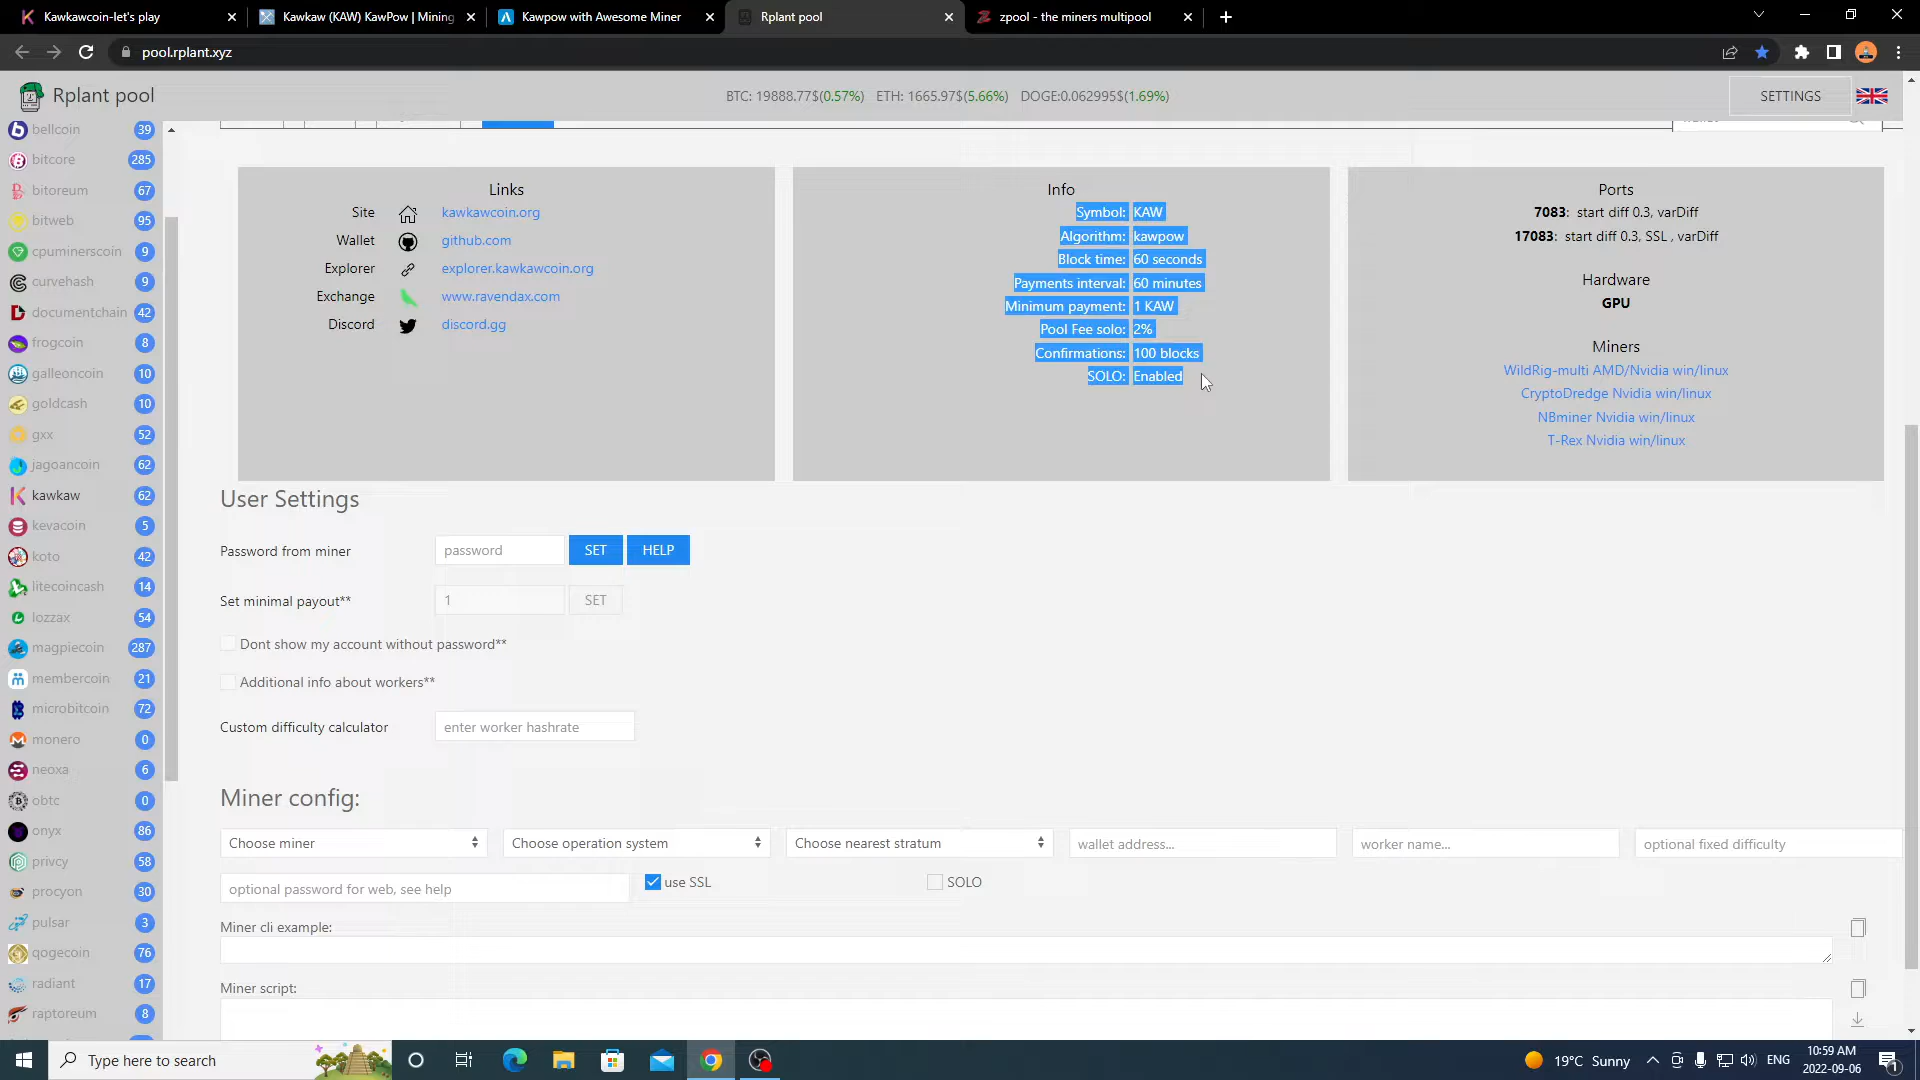 Kawkawcoin-let's play
Kawkaw (KAW) KawPow | Mining
Kawpow with Awesome Miner
Rplant pool
zpool - the miners multipool
pool.rplant.xyz
Rplant pool
BTC: 19888.77$(0.57%) ETH: 1665.97$(5.66%) DOGE:0.062995$(1.69%)
SETTINGS
bellcoin 39
bitcore 285
bitoreum 67
bitweb 95
cpuminerscoin 9
curvehash 9
documentchain 42
frogcoin 8
galleoncoin 10
goldcash 10
gxx 52
jagoancoin 62
kawkaw 62
kevacoin 5
koto 42
litecoincash 14
lozzax 54
magpiecoin 287
membercoin 21
microbitcoin 72
monero 0
neoxa 6
obtc 0
onyx 86
privcy 58
procyon 30
pulsar 3
qogecoin 76
radiant 17
raptoreum 8
Links
Site kawkawcoin.org
Wallet github.com
Explorer explorer.kawkawcoin.org
Exchange www.ravendax.com
Discord discord.gg
Info
Symbol: KAW
Algorithm: kawpow
Block time: 60 seconds
Payments interval: 60 minutes
Minimum payment: 1 KAW
Pool Fee solo: 2%
Confirmations: 100 blocks
SOLO: Enabled
Ports
7083: start diff 0.3, varDiff
17083: start diff 0.3, SSL , varDiff
Hardware
GPU
Miners
WildRig-multi AMD/Nvidia win/linux
CryptoDredge Nvidia win/linux
NBminer Nvidia win/linux
T-Rex Nvidia win/linux
User Settings
Password from miner password SET HELP
Set minimal payout** 1 SET
Dont show my account without password**
Additional info about workers**
Custom difficulty calculator enter worker hashrate
Miner config:
Choose miner Choose operation system Choose nearest stratum wallet address... worker name... optional fixed difficulty
optional password for web, see help use SSL SOLO
Miner cli example:
Miner script:
Type here to search
19°C Sunny
ENG
10:59 AM
2022-09-06
1